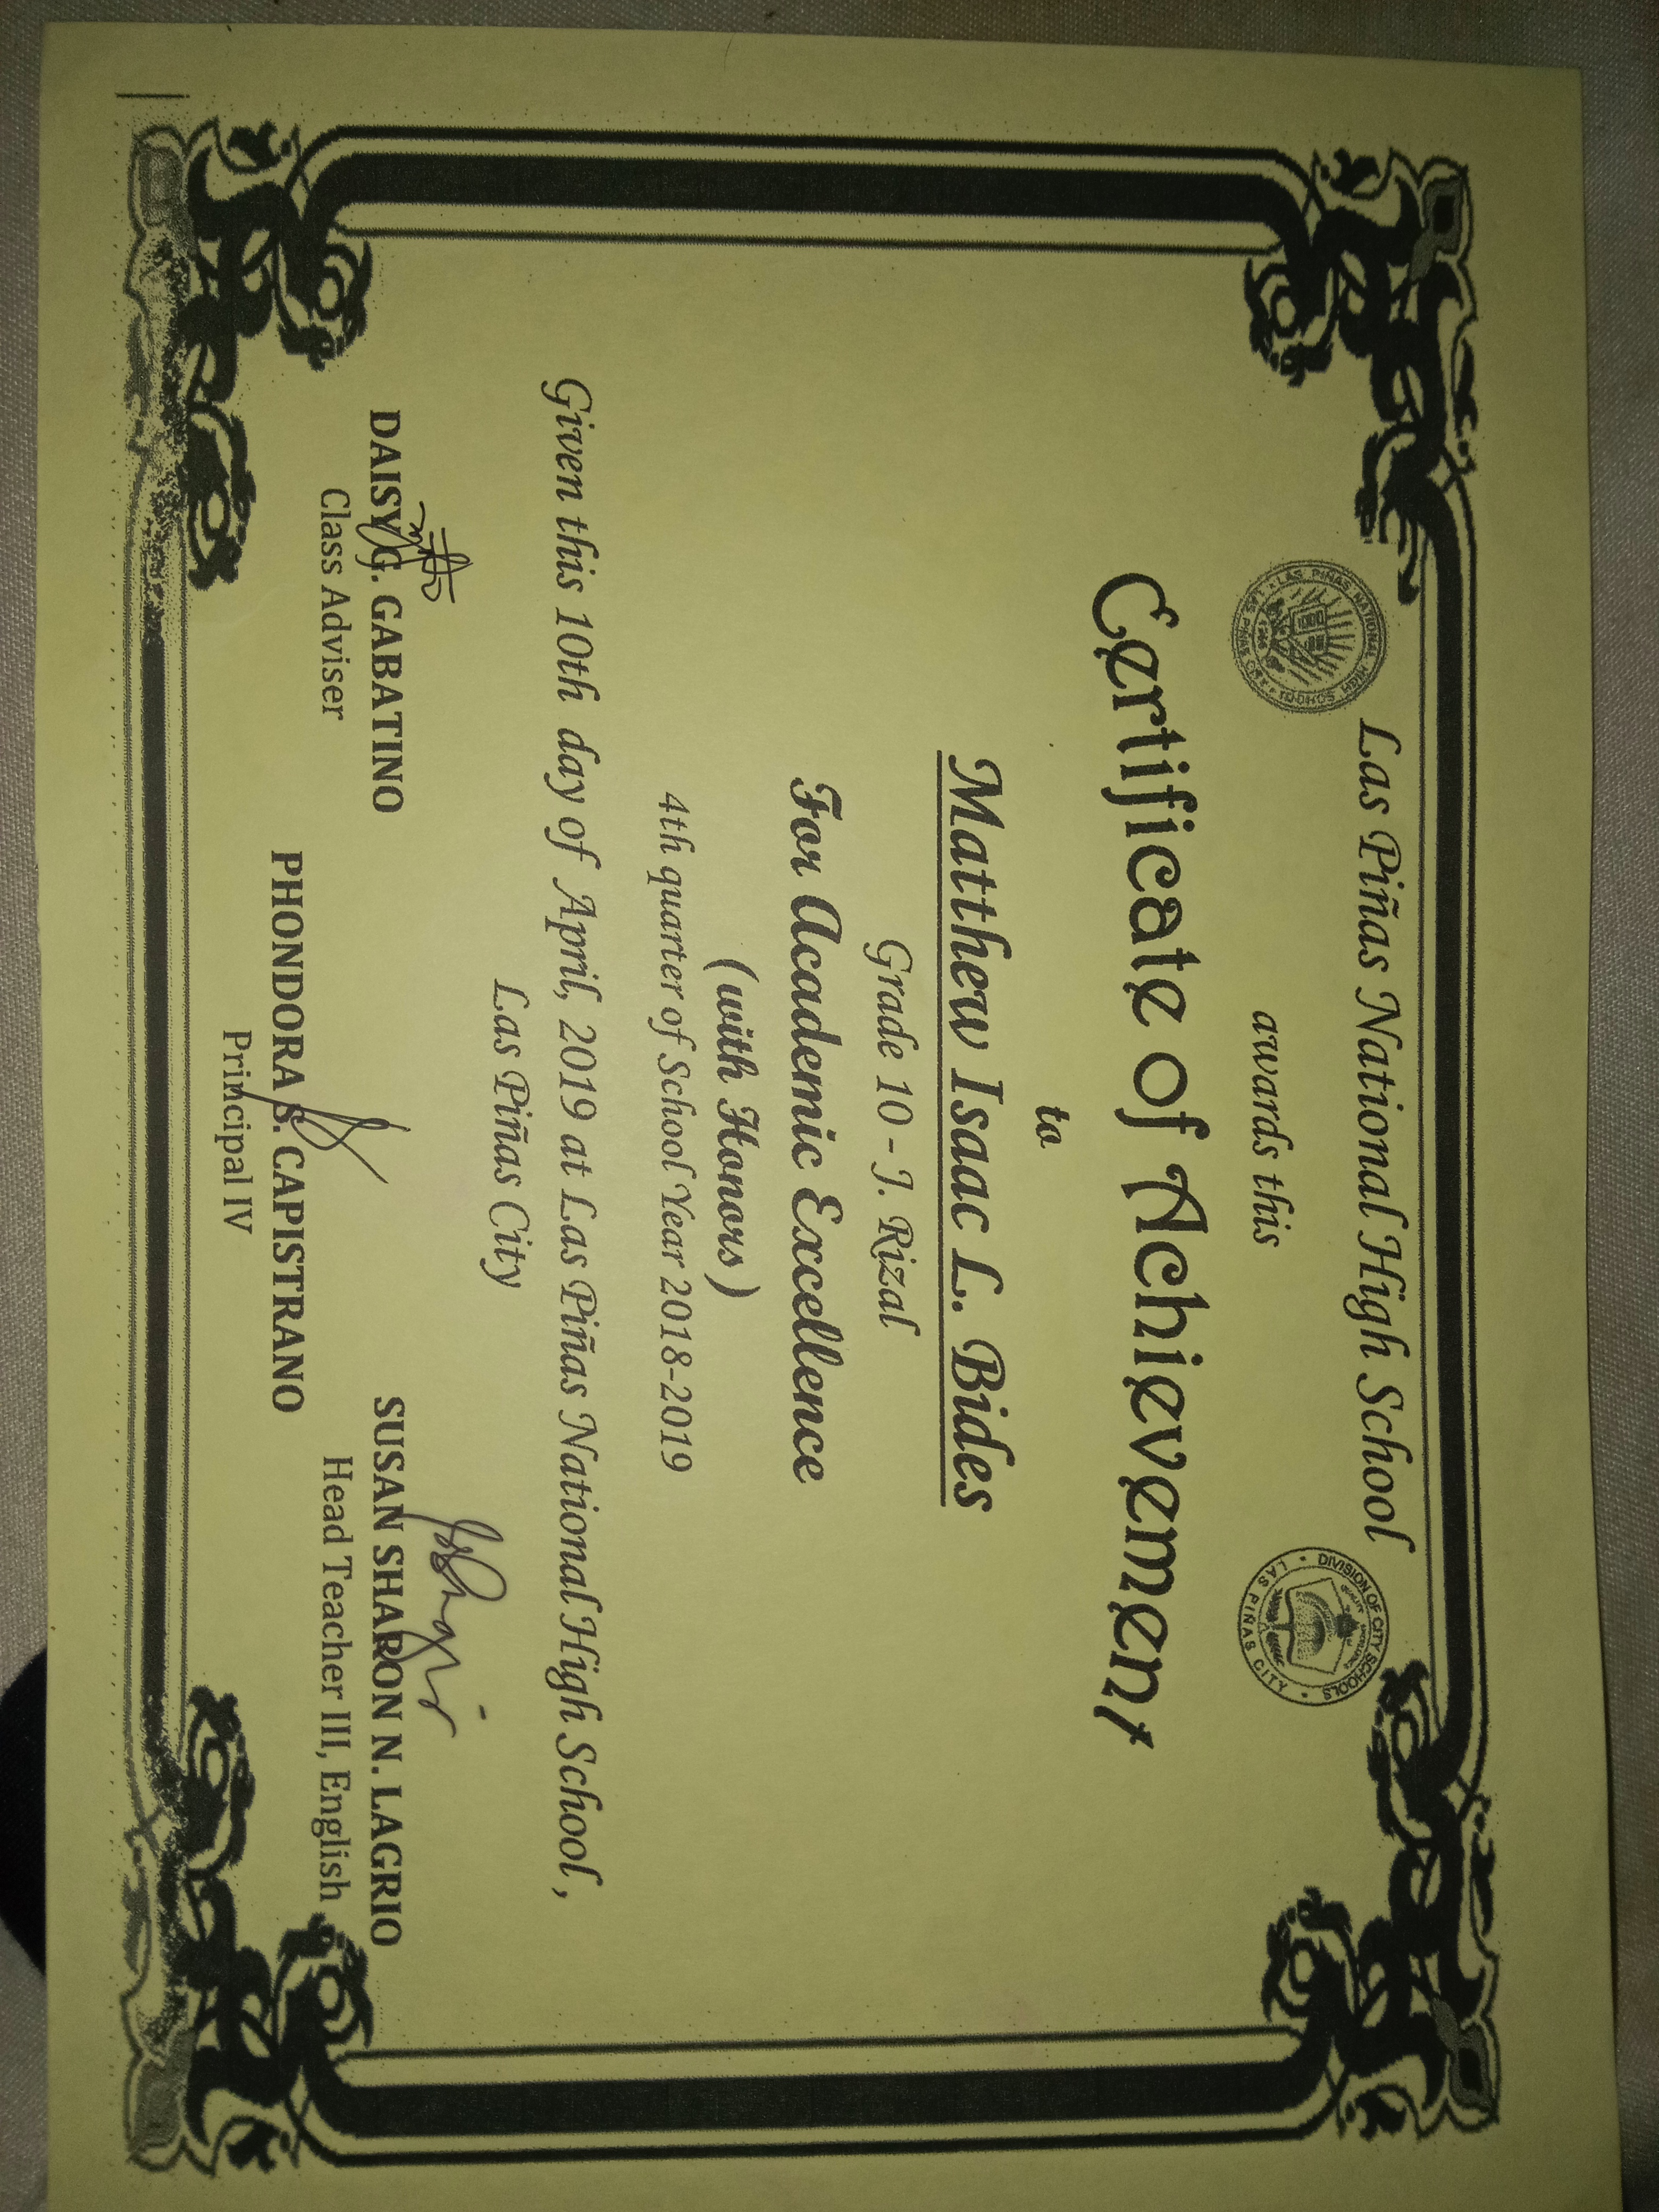 Las Piñas National High School
LAS PIÑAS NATIONAL HIGH SCHOOL
LAS PIÑAS CITY
DIVISION OF CITY SCHOOLS
LAS PIÑAS CITY
awards this
Certificate of Achievement
to
Matthew Isaac L. Bides
Grade 10 - J. Rizal
For Academic Excellence
(with Honors)
4th quarter of School Year 2018-2019
Given this 10th day of April, 2019 at Las Piñas National High School ,
Las Piñas City
DAISY G. GABATINO
Class Adviser
SUSAN SHARON N. LAGRIO
Head Teacher III, English
PHONDORA S. CAPISTRANO
Principal IV